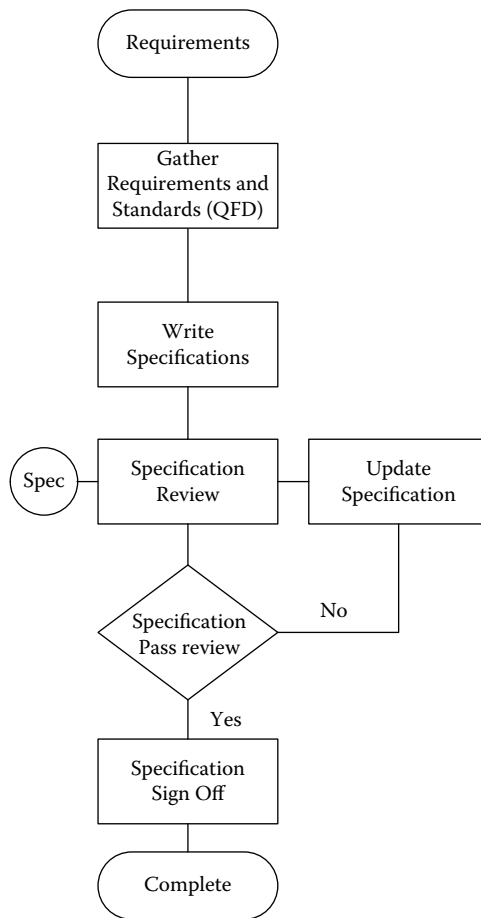 Requirements
Gather
Requirements and
Standards (QFD)
Write
Specifications
Spec
Specification
Review
Update
Specification
Specification
Pass review
No
Yes
Specification
Sign Off
Complete